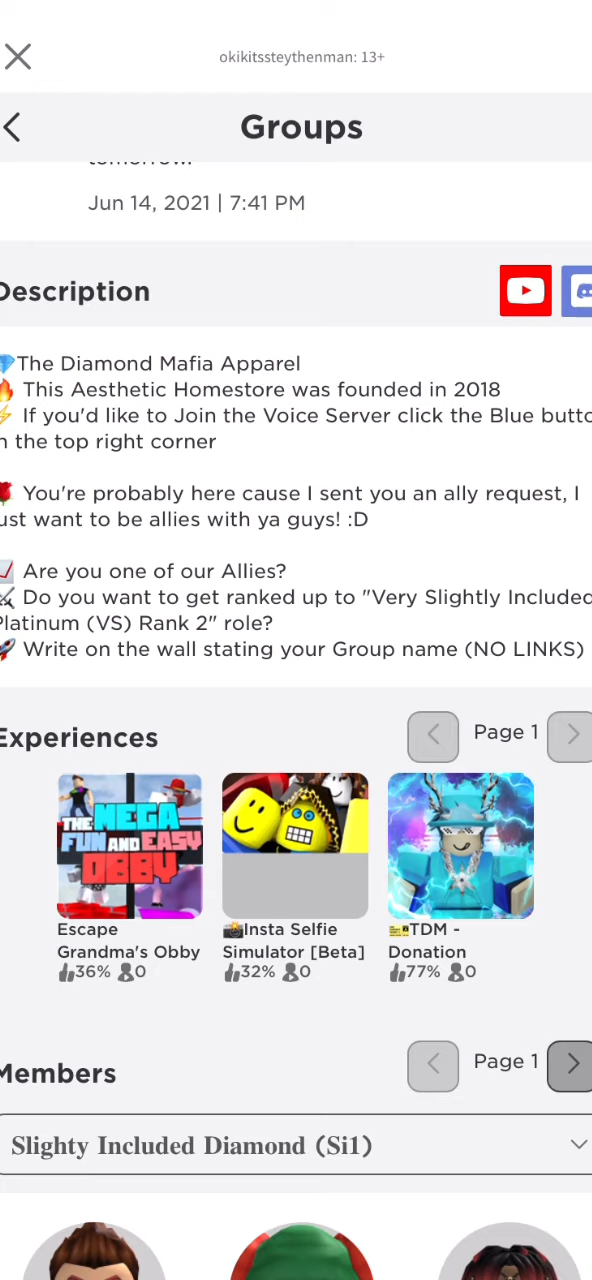 okikitssteythenman: 13+
Groups
tomorrow.
Jun 14, 2021 | 7:41 PM
Description
💎The Diamond Mafia Apparel
🔥 This Aesthetic Homestore was founded in 2018
⚡ If you'd like to Join the Voice Server click the Blue butto
n the top right corner
🌹 You're probably here cause I sent you an ally request, I
ust want to be allies with ya guys! :D
📈 Are you one of our Allies?
⚔ Do you want to get ranked up to "Very Slightly Included
Platinum (VS) Rank 2" role?
🚀 Write on the wall stating your Group name (NO LINKS)
Experiences
Page 1
THE MEGA
FUN AND EASY
OBBY
Escape
Grandma's Obby
36% 0
📸Insta Selfie
Simulator [Beta]
32% 0
🎫TDM -
Donation
77% 0
Members
Page 1
Slighty Included Diamond (Si1)